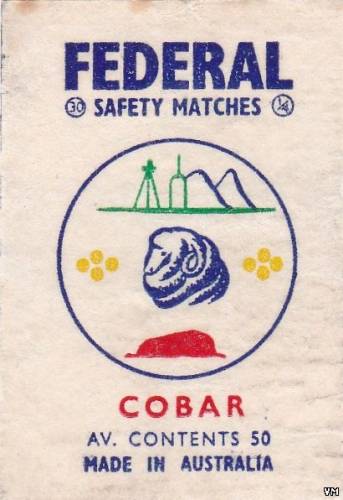 FEDERAL
30 SAFETY MATCHES 1/4
COBAR
AV. CONTENTS 50
MADE IN AUSTRALIA
VM